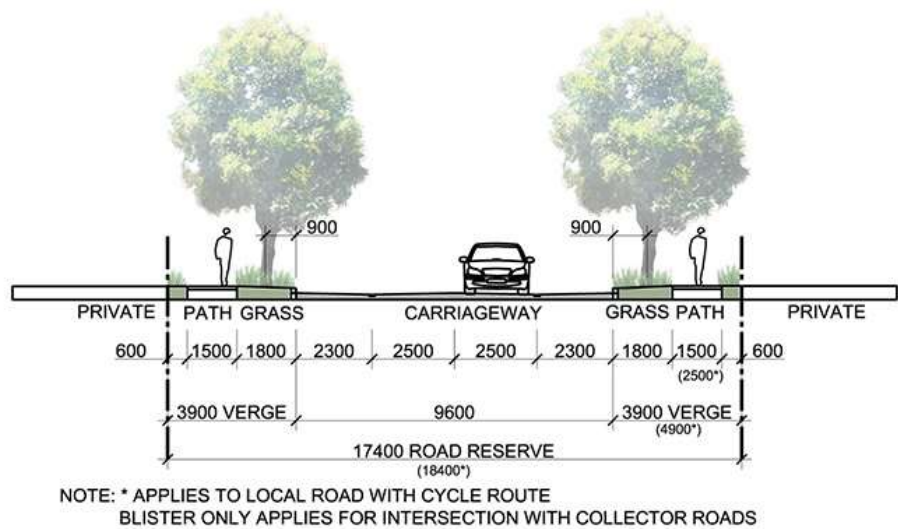 900 900
PRIVATE PATH GRASS CARRIAGEWAY GRASS PATH PRIVATE
600 1500 1800 2300 2500 2500 2300 1800 1500 600
(2500*)
3900 VERGE 9600 3900 VERGE
(4900*)
17400 ROAD RESERVE
(18400*)
NOTE: * APPLIES TO LOCAL ROAD WITH CYCLE ROUTE
BLISTER ONLY APPLIES FOR INTERSECTION WITH COLLECTOR ROADS